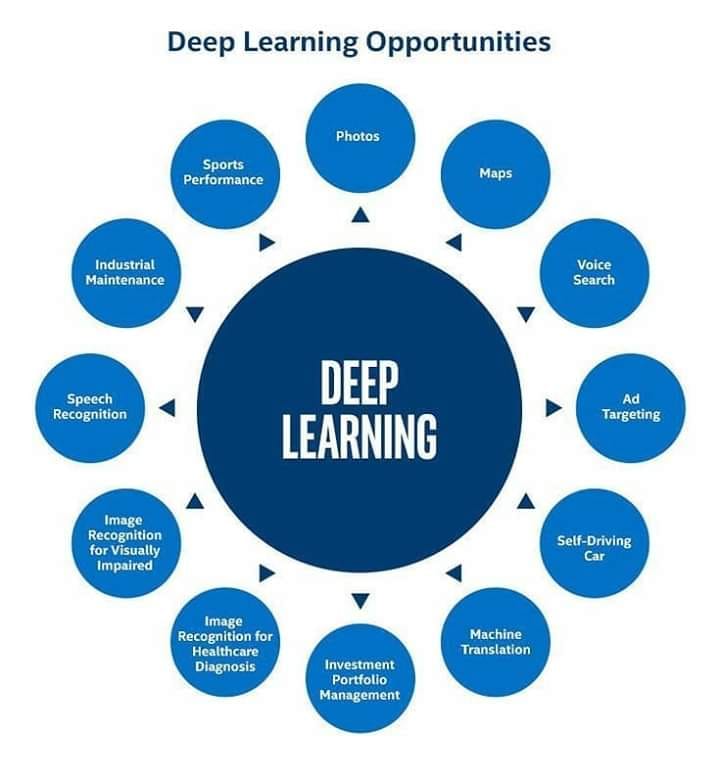 Deep Learning Opportunities
Photos
Maps
Voice
Search
Ad
Targeting
Self-Driving
Car
Machine
Translation
Investment
Portfolio
Management
Image
Recognition for
Healthcare
Diagnosis
Image
Recognition
for Visually
Impaired
Speech
Recognition
Industrial
Maintenance
Sports
Performance
DEEP
LEARNING